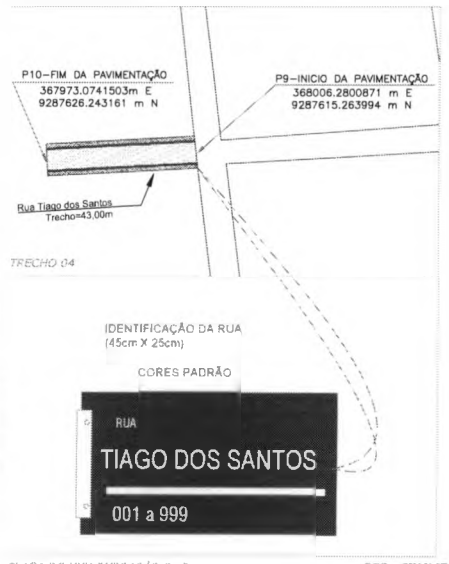 P10-FIM DA PAVIMENTAÇÃO
367973.0741503m E
9287626.243161 m N
P9-INICIO DA PAVIMENTAÇÃO
368006.2800871 m E
9287615.263994 m N
Rua Tiago dos Santos
Trecho=43,00m
TRECHO 04
IDENTIFICAÇÃO DA RUA
(45cm X 25cm)
CORES PADRÃO
RUA
TIAGO DOS SANTOS
001 a 999